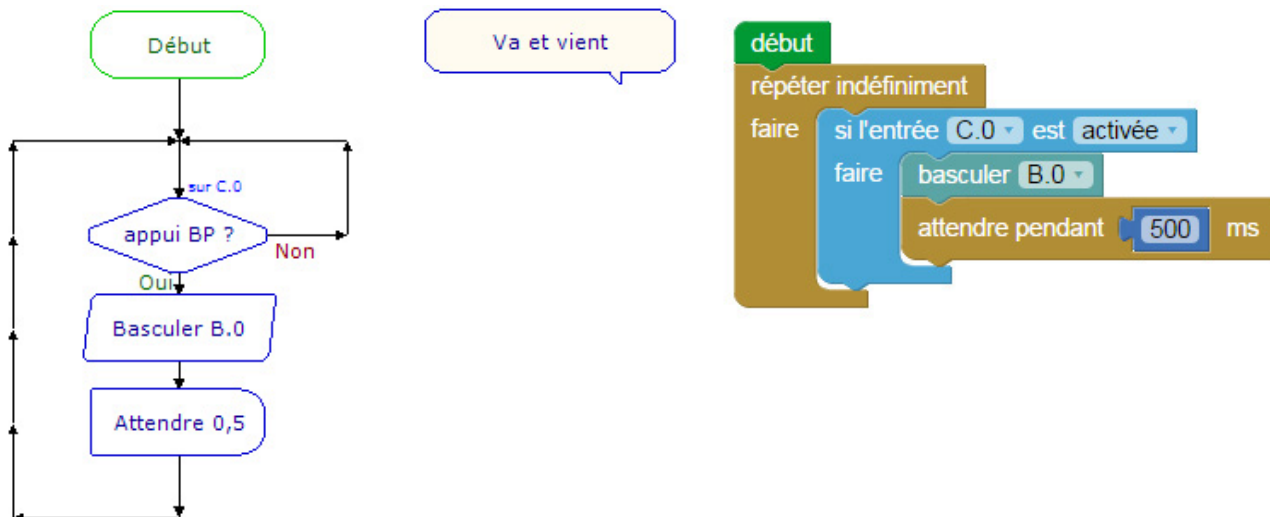 Début
sur C.0
appui BP ?
Non
Oui
Basculer B.0
Attendre 0,5
Va et vient
début
répéter indéfiniment
faire si l'entrée C.0 est activée
faire basculer B.0
attendre pendant 500 ms